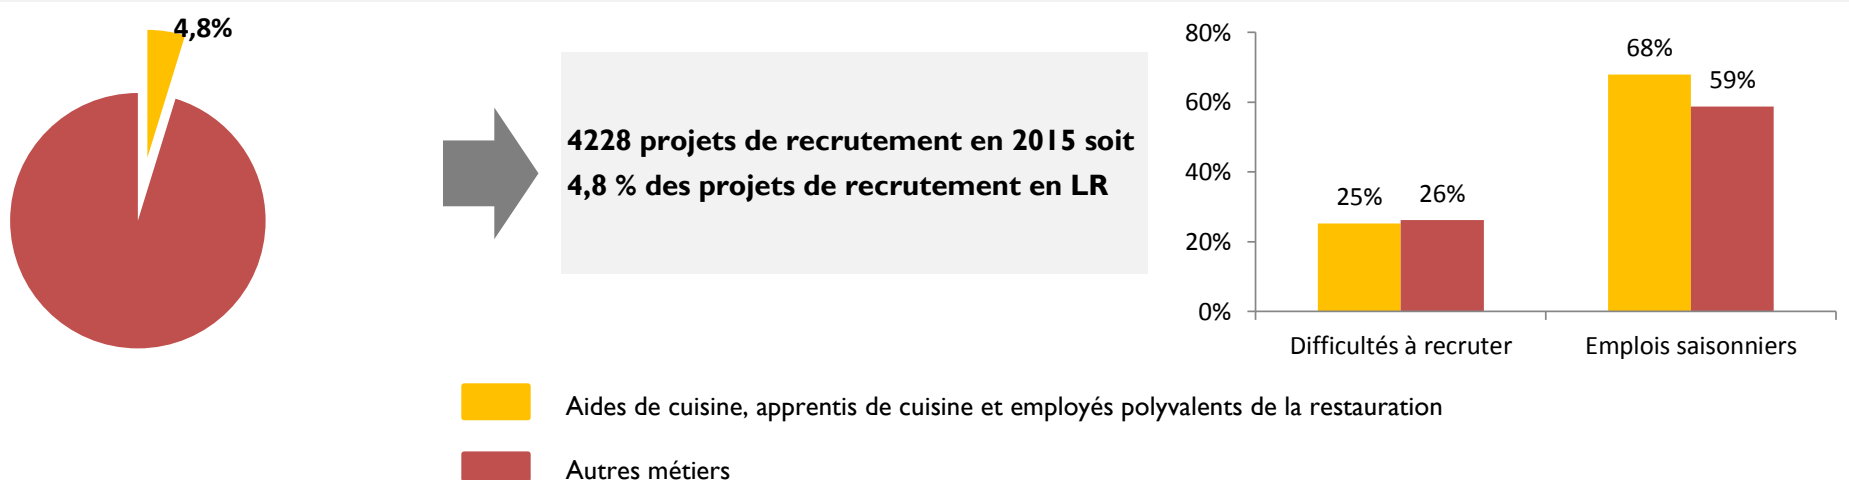 4,8%
4228 projets de recrutement en 2015 soit
4,8 % des projets de recrutement en LR
80%
60%
40%
20%
0%
25%
26%
68%
59%
Difficultés à recruter
Emplois saisonniers
Aides de cuisine, apprentis de cuisine et employés polyvalents de la restauration
Autres métiers